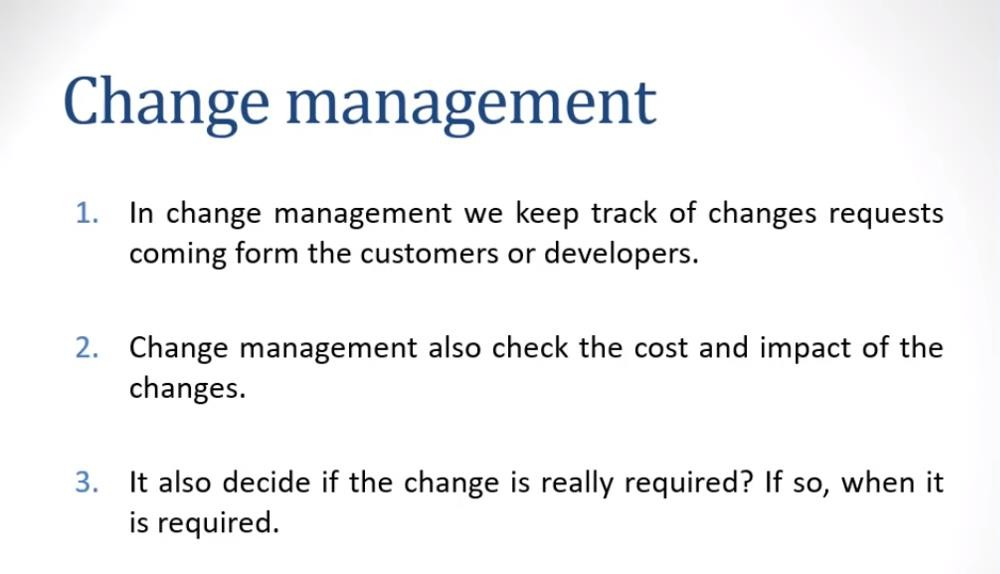 Change management
1. In change management we keep track of changes requests
coming form the customers or developers.
2. Change management also check the cost and impact of the
changes.
3. It also decide if the change is really required? If so, when it
is required.